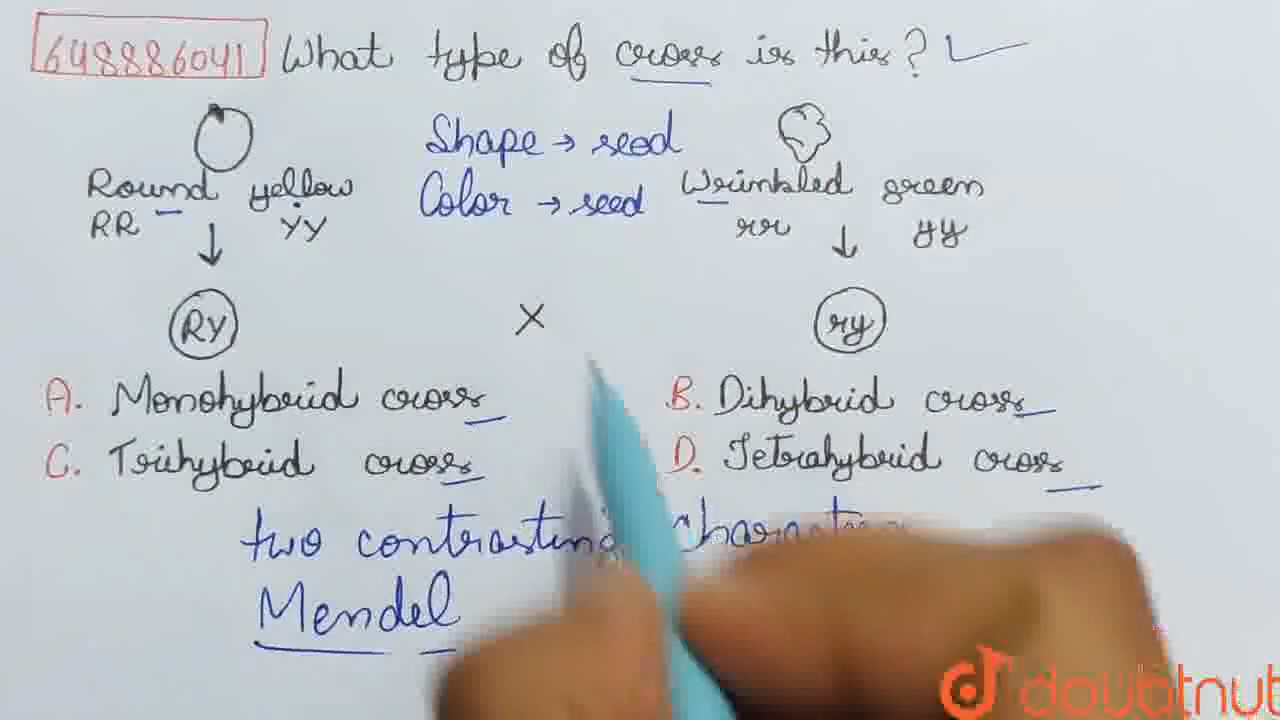 648886041 What type of cross is this?
Shape → seed
Round yellow Color → seed Wrinkled green
RR YY rr yy
RY × ry
A. Monohybrid cross B. Dihybrid cross
C. Trihybrid cross D. Tetrahybrid cross
two contrasting
Mendel
doubtnut